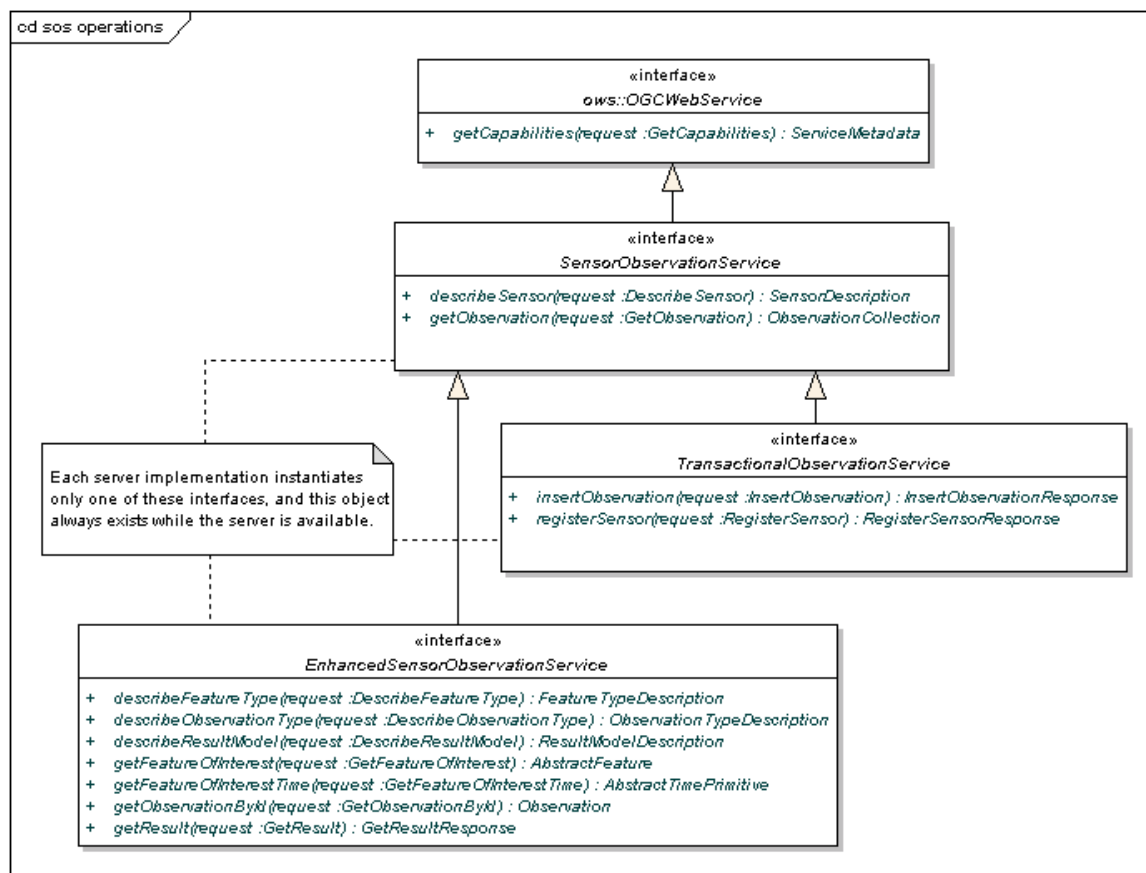 cd sos operations
«interface»
ows::OGCWebService
+ getCapabilities(request :GetCapabilities) : ServiceMetadata
«interface»
SensorObservationService
+ describeSensor(request :DescribeSensor) : SensorDescription
+ getObservation(request :GetObservation) : ObservationCollection
«interface»
TransactionalObservationService
+ insertObservation(request :InsertObservation) : InsertObservationResponse
+ registerSensor(request :RegisterSensor) : RegisterSensorResponse
Each server implementation instantiates
only one of these interfaces, and this object
always exists while the server is available.
«interface»
EnhancedSensorObservationService
+ describeFeatureType(request :DescribeFeatureType) : FeatureTypeDescription
+ describeObservationType(request :DescribeObservationType) : ObservationTypeDescription
+ describeResultModel(request :DescribeResultModel) : ResultModelDescription
+ getFeatureOfInterest(request :GetFeatureOfInterest) : AbstractFeature
+ getFeatureOfInterestTime(request :GetFeatureOfInterestTime) : AbstractTimePrimitive
+ getObservationById(request :GetObservationById) : Observation
+ getResult(request :GetResult) : GetResultResponse